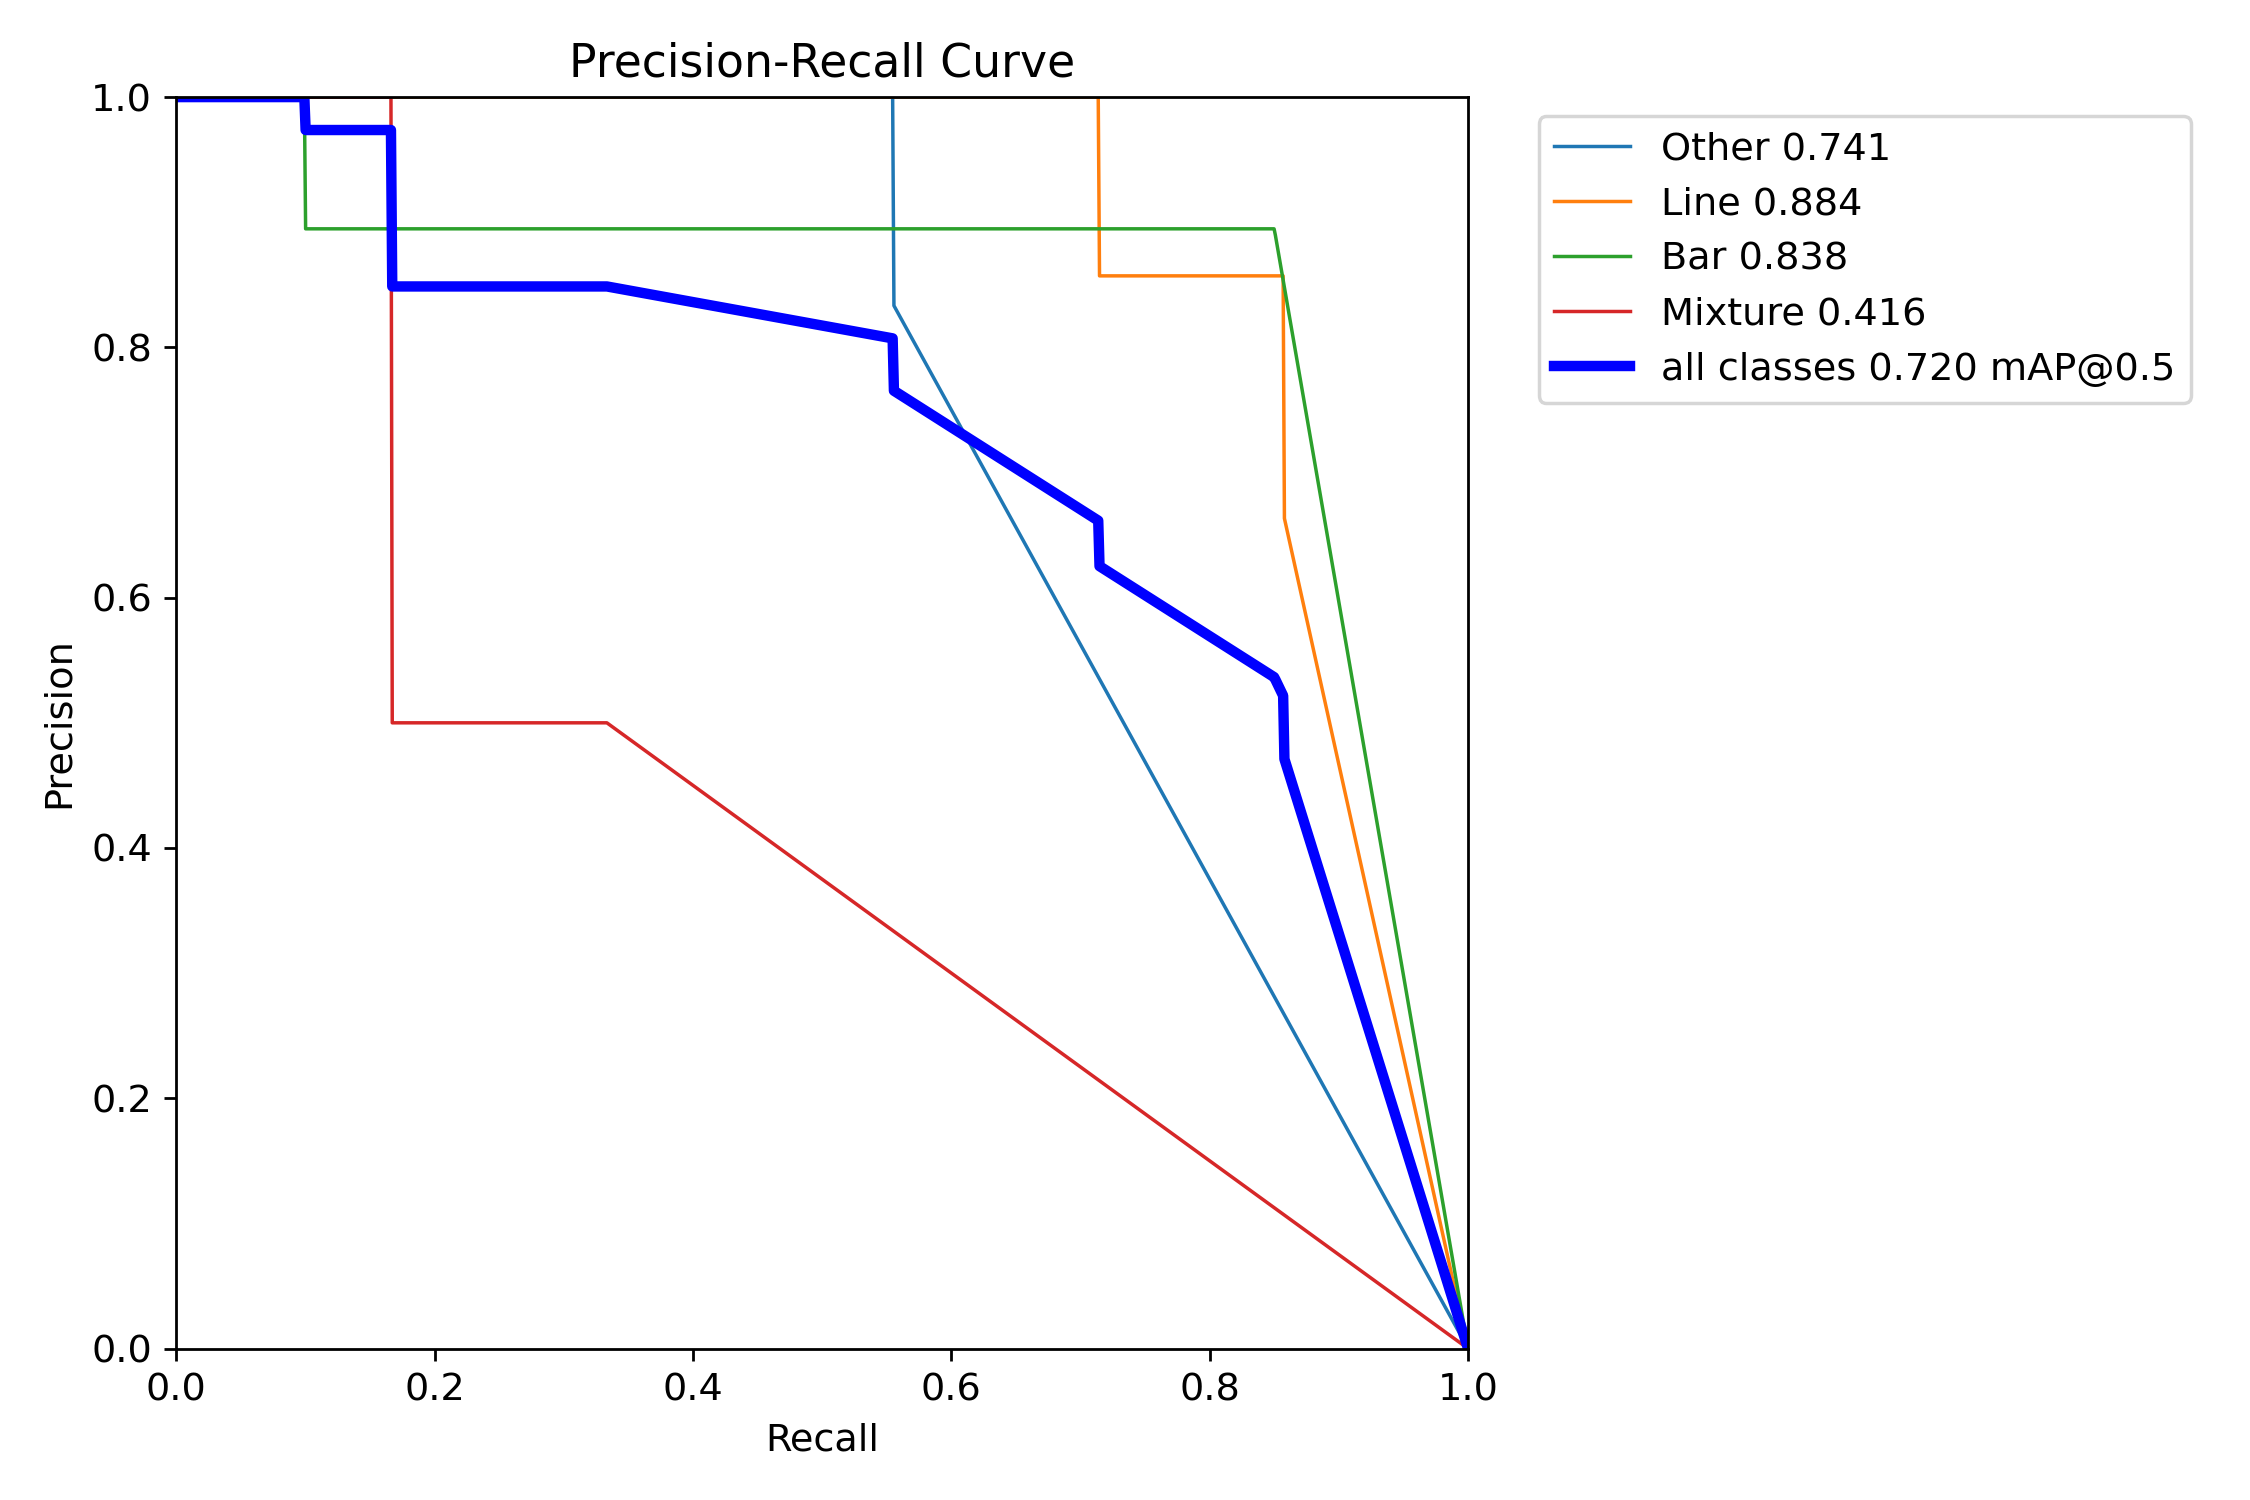 Precision-Recall Curve
1.0
0.8
0.6
0.4
0.2
0.0
Precision
0.0 0.2 0.4 0.6 0.8 1.0
Recall
Other 0.741
Line 0.884
Bar 0.838
Mixture 0.416
all classes 0.720 mAP@0.5